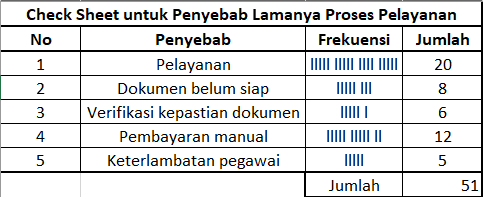 Check Sheet untuk Penyebab Lamanya Proses Pelayanan
No Penyebab Frekuensi Jumlah
1 Pelayanan IIIII IIIII IIII IIIII 20
2 Dokumen belum siap IIIII III 8
3 Verifikasi kepastian dokumen IIIII I 6
4 Pembayaran manual IIIII IIIII II 12
5 Keterlambatan pegawai IIIII 5
Jumlah 51